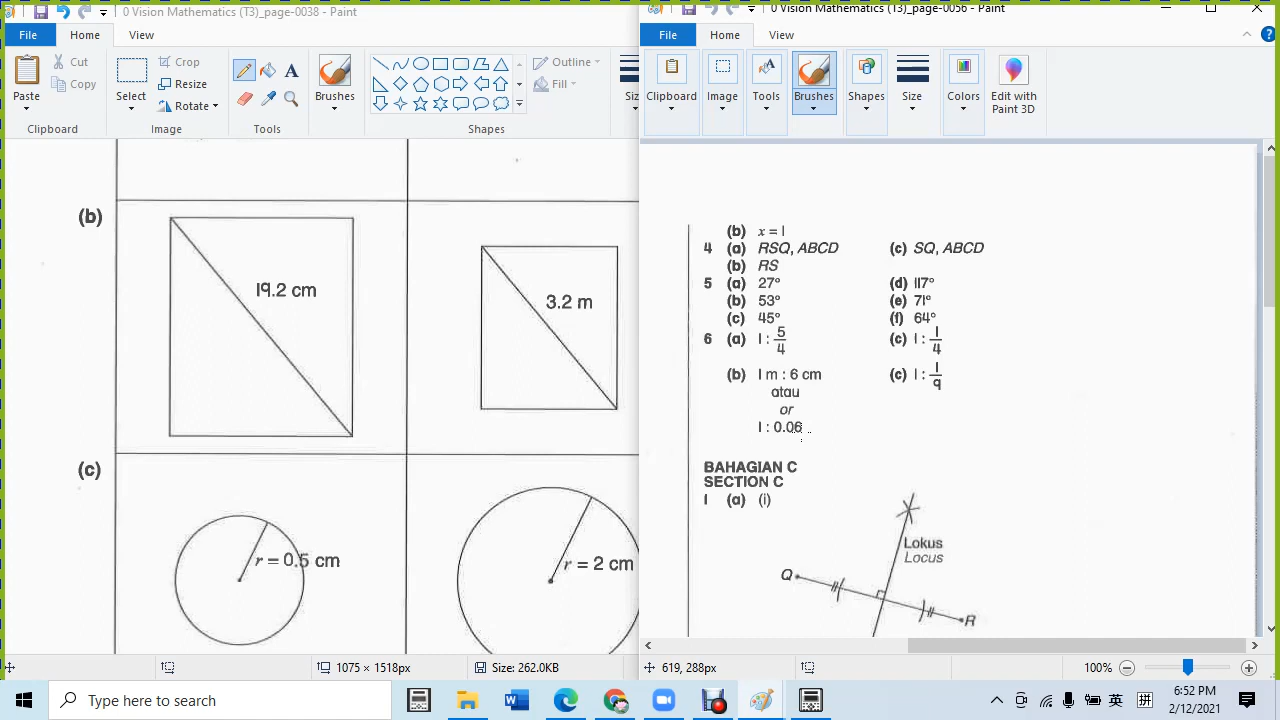 0 Vision Mathematics (T3)_page-0038 - Paint
File Home View
Paste
Cut
Copy
Clipboard
Select
Crop
Resize
Rotate
Image
Tools
Brushes
Shapes
Outline
Fill
(b)
19.2 cm
3.2 m
(c)
r = 0.5 cm
r = 2 cm
1075 × 1518px
Size: 262.0KB
0 Vision Mathematics (T3)_page-0056 - Paint
File Home View
Clipboard
Image
Tools
Brushes
Shapes
Size
Colors
Edit with
Paint 3D
(b) x = 1
4 (a) RSQ, ABCD (c) SQ, ABCD
(b) RS
5 (a) 27° (d) 117°
(b) 53° (e) 71°
(c) 45° (f) 64°
6 (a) 1 : 5/4 (c) 1 : 1/4
(b) 1 m : 6 cm (c) 1 : 1/9
atau
or
1 : 0.06
BAHAGIAN C
SECTION C
1 (a) (i)
Lokus
Locus
Q
R
619, 288px
100%
Type here to search
英 拼
6:52 PM
2/12/2021